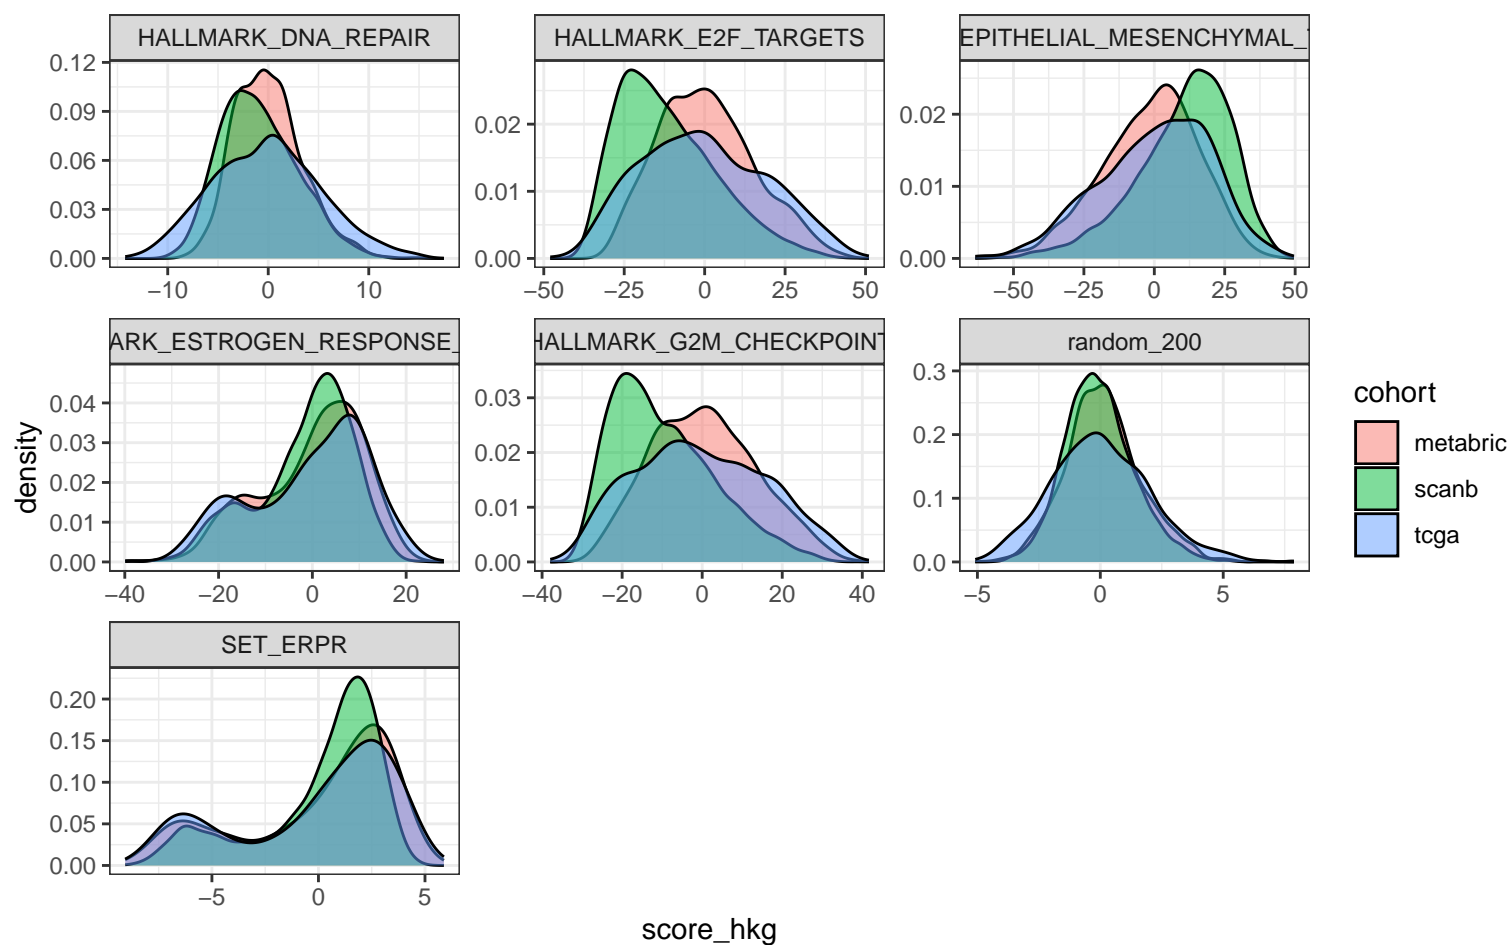 HALLMARK_DNA_REPAIR
HALLMARK_E2F_TARGETS
EPITHELIAL_MESENCHYMAL_
0.12
0.09
0.06
0.03
0.00
−10 0 10
0.02
0.01
0.00
−50 −25 0 25 50
0.02
0.01
0.00
−50 −25 0 25 50
ARK_ESTROGEN_RESPONSE_
HALLMARK_G2M_CHECKPOINT
random_200
0.04
0.03
0.02
0.01
0.00
−40 −20 0 20
0.03
0.02
0.01
0.00
−40 −20 0 20 40
0.3
0.2
0.1
0.0
−5 0 5
SET_ERPR
0.20
0.15
0.10
0.05
0.00
−5 0 5
density
score_hkg
cohort
metabric
scanb
tcga